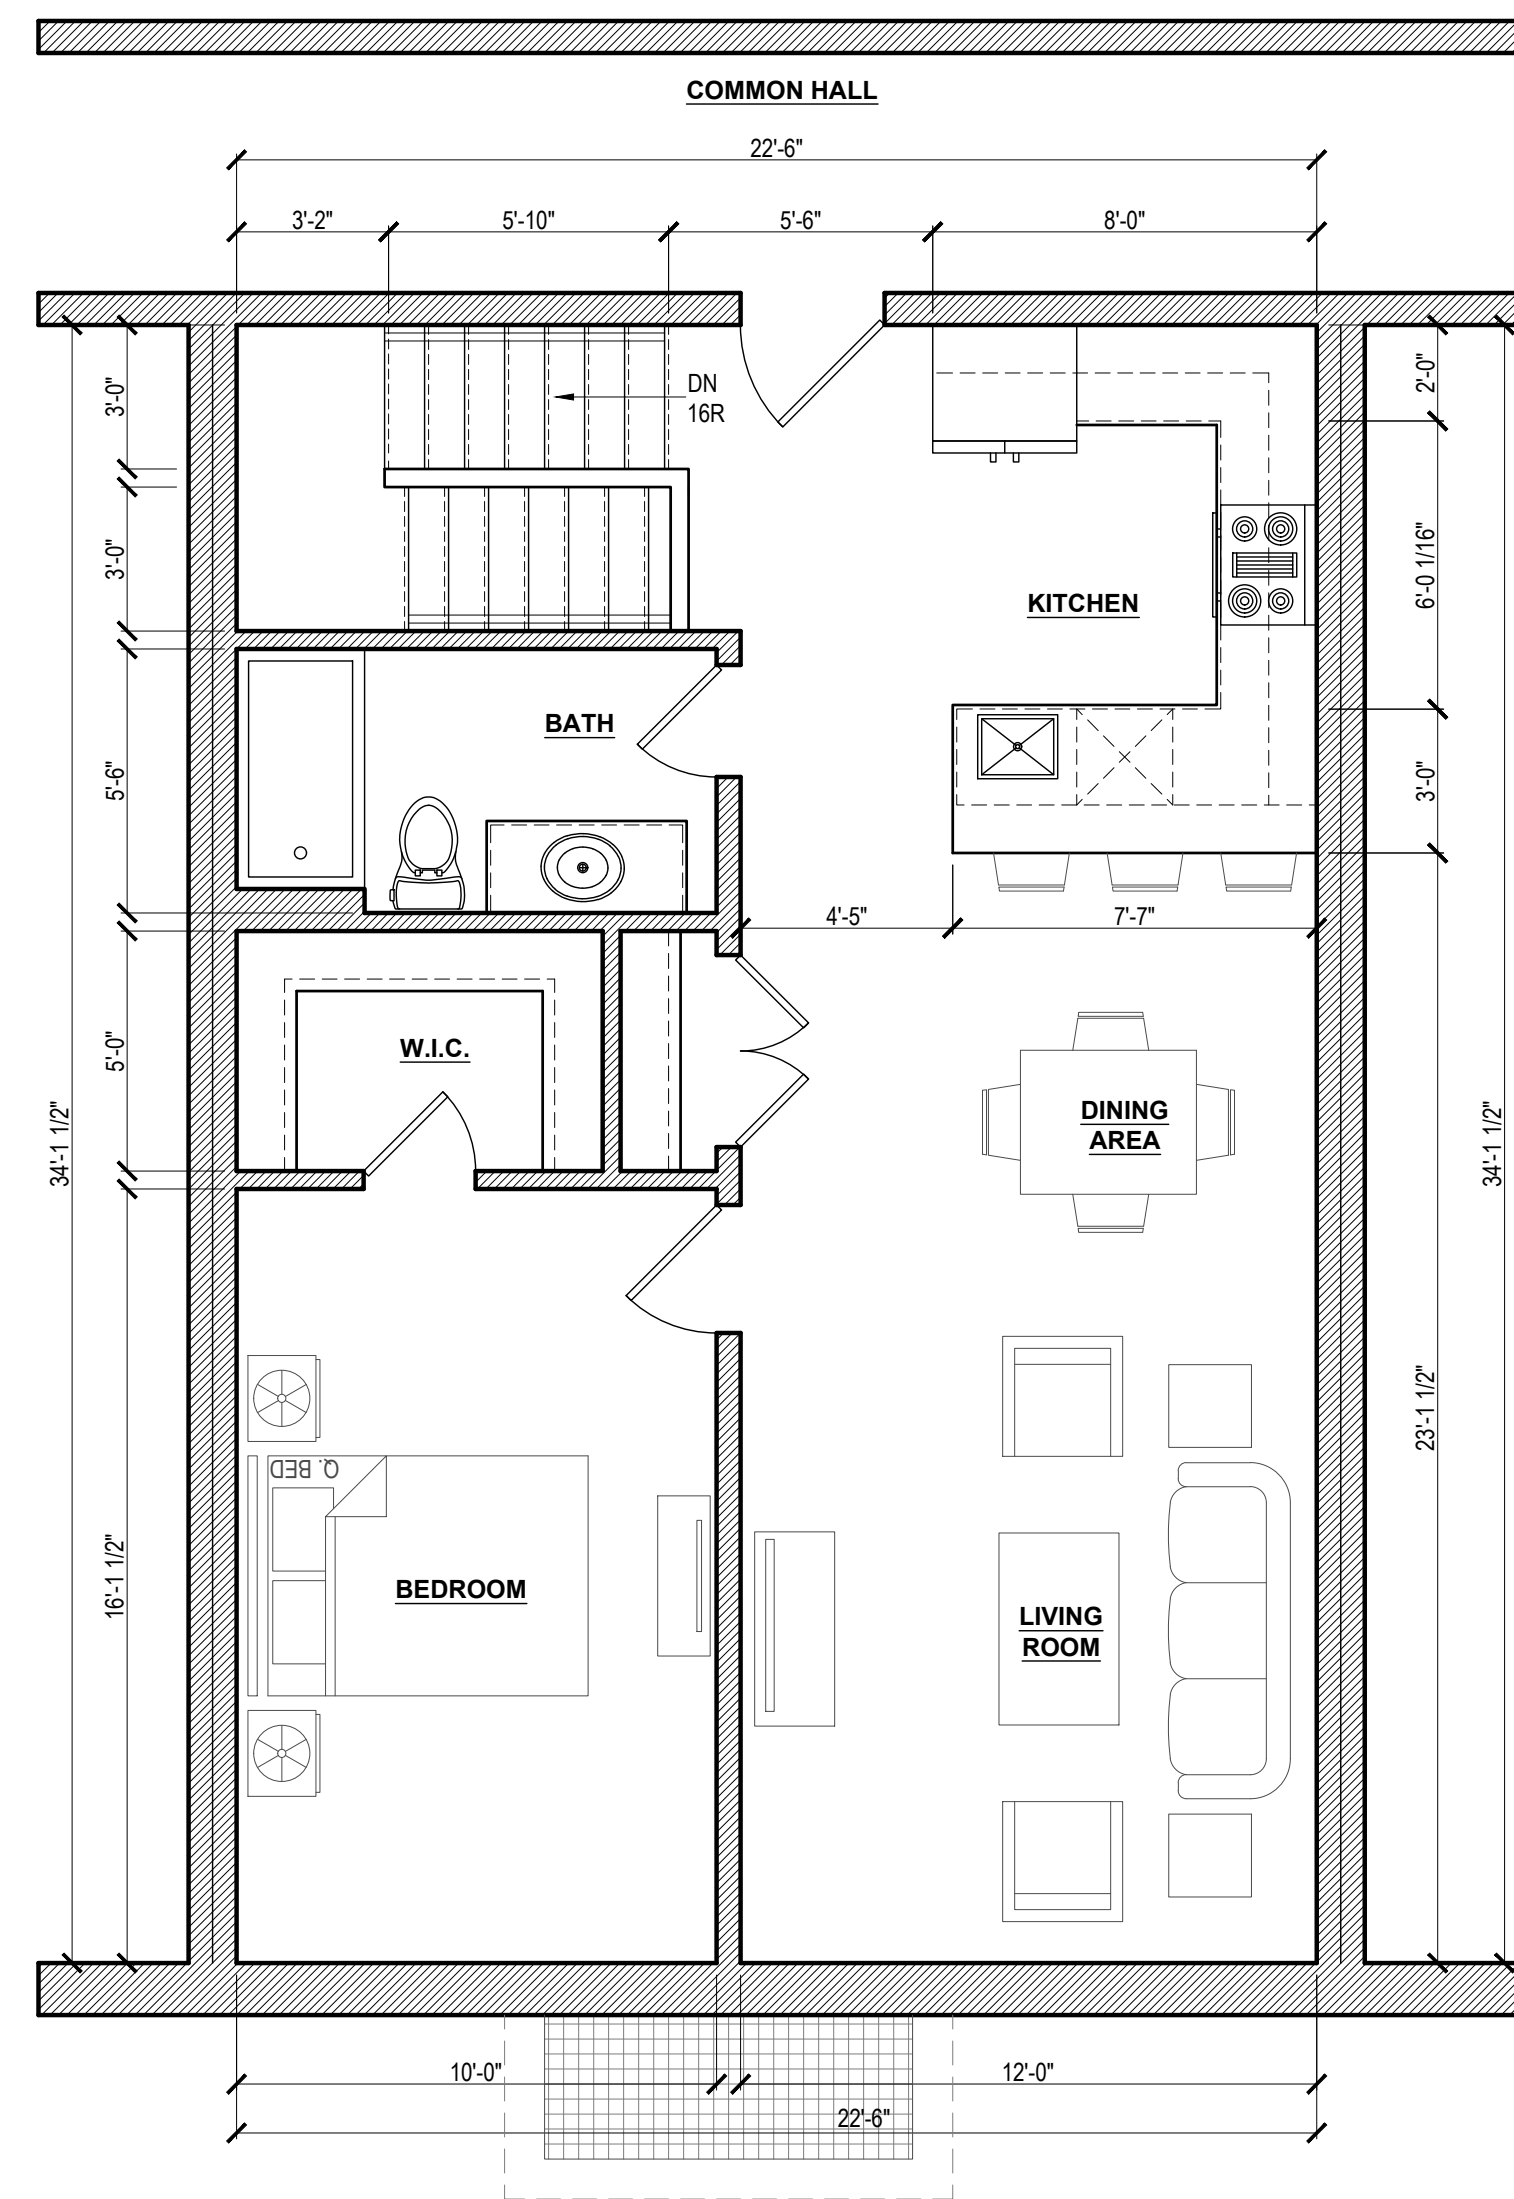 COMMON HALL
22'-6"
3'-2"
5'-10"
5'-6"
8'-0"
3'-0"
DN
16R
2'-0"
3'-0"
6'-0 1/16"
KITCHEN
BATH
5'-6"
3'-0"
4'-5"
7'-7"
5'-0"
W.I.C.
DINING
AREA
34'-1 1/2"
34'-1 1/2"
23'-1 1/2"
Q. BED
16'-1 1/2"
BEDROOM
LIVING
ROOM
10'-0"
12'-0"
22'-6"